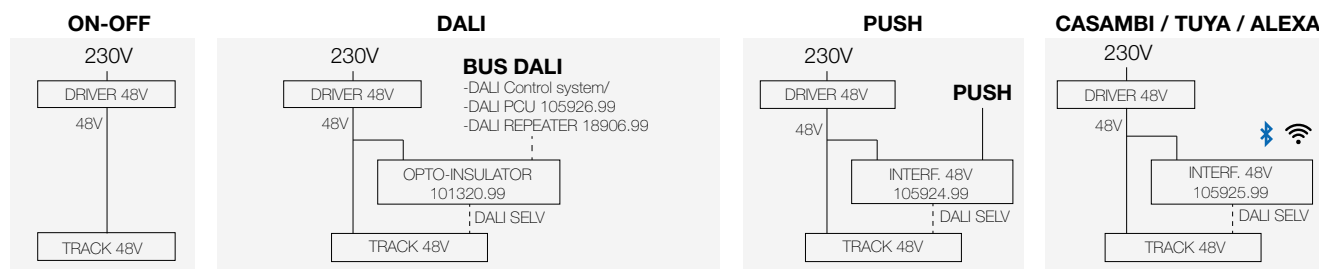 ON-OFF
230V
DRIVER 48V
48V
TRACK 48V
DALI
230V
DRIVER 48V
48V
BUS DALI
-DALI Control system/
-DALI PCU 105926.99
-DALI REPEATER 18906.99
OPTO-INSULATOR
101320.99
DALI SELV
TRACK 48V
PUSH
230V
DRIVER 48V
PUSH
48V
INTERF. 48V
105924.99
DALI SELV
TRACK 48V
CASAMBI / TUYA / ALEXA
230V
DRIVER 48V
48V
INTERF. 48V
105925.99
DALI SELV
TRACK 48V